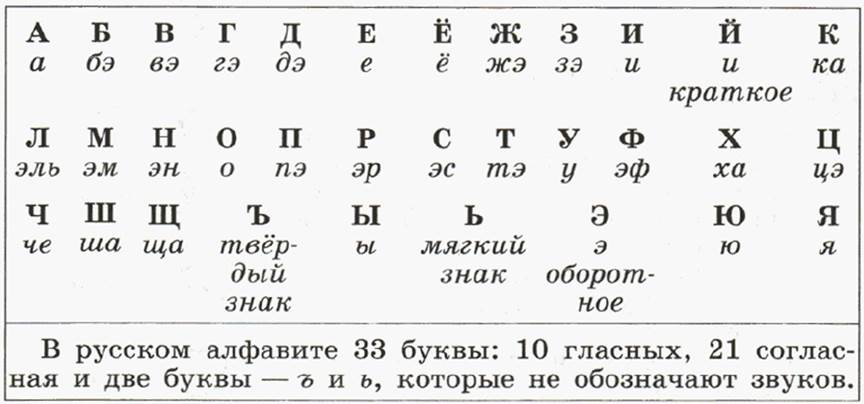 А Б В Г Д Е Ё Ж З И Й К
а бэ вэ гэ дэ е ё жэ зэ и и ка
краткое
Л М Н О П Р С Т У Ф Х Ц
эль эм эн о пэ эр эс тэ у эф ха цэ
Ч Ш Щ Ъ Ы Ь Э Ю Я
че ша ща твёр- ы мягкий э ю я
дый знак оборот-
знак ное
В русском алфавите 33 буквы: 10 гласных, 21 соглас-
ная и две буквы — ъ и ь, которые не обозначают звуков.